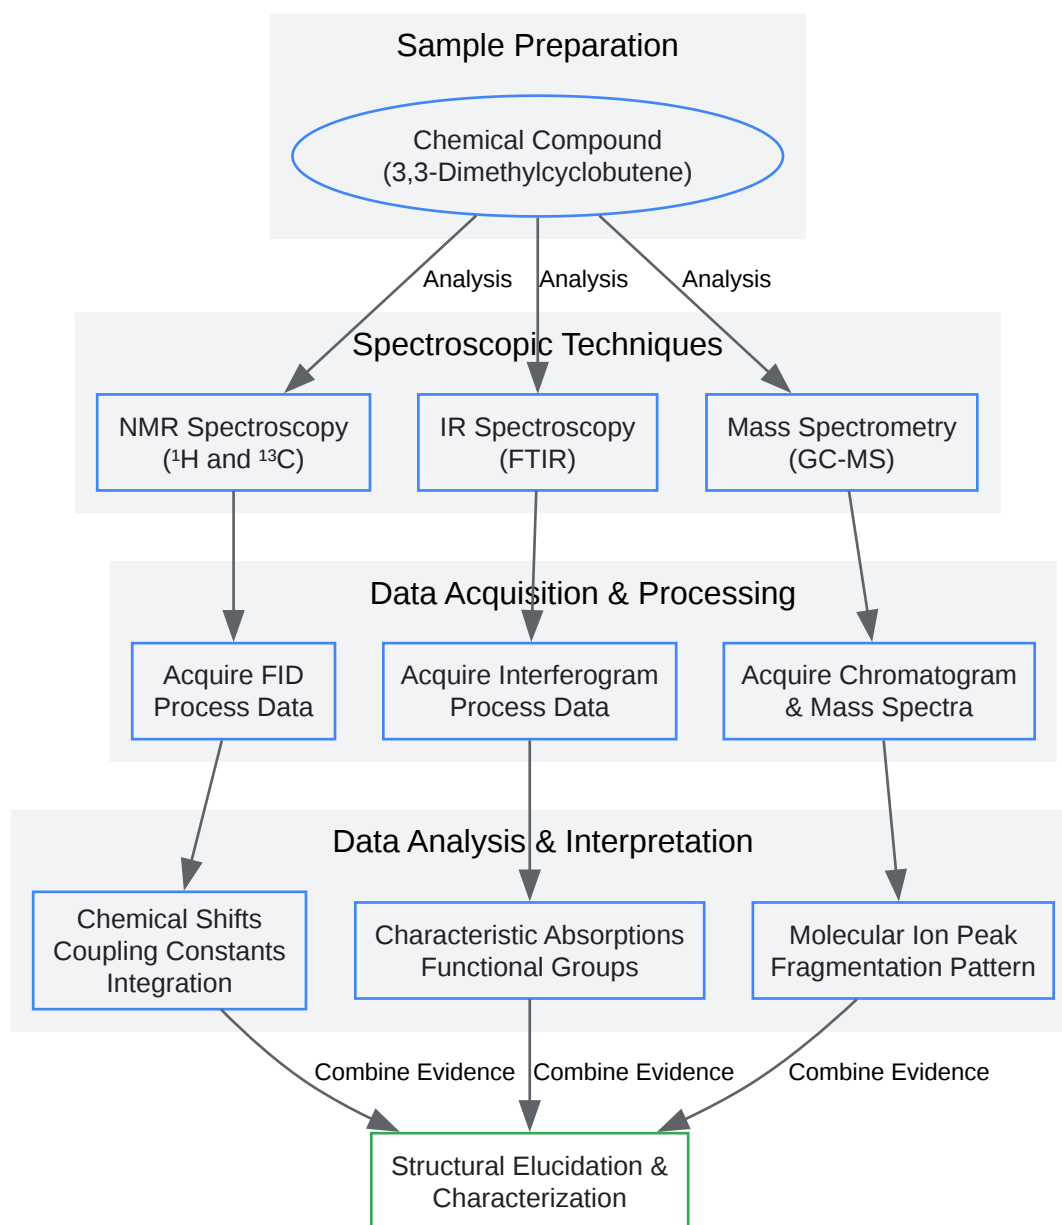 Sample Preparation
Chemical Compound
(3,3-Dimethylcyclobutene)
Analysis
Analysis
Analysis
Spectroscopic Techniques
NMR Spectroscopy
(¹H and ¹³C)
IR Spectroscopy
(FTIR)
Mass Spectrometry
(GC-MS)
Data Acquisition & Processing
Acquire FID
Process Data
Acquire Interferogram
Process Data
Acquire Chromatogram
& Mass Spectra
Data Analysis & Interpretation
Chemical Shifts
Coupling Constants
Integration
Characteristic Absorptions
Functional Groups
Molecular Ion Peak
Fragmentation Pattern
Combine Evidence
Combine Evidence
Combine Evidence
Structural Elucidation &
Characterization